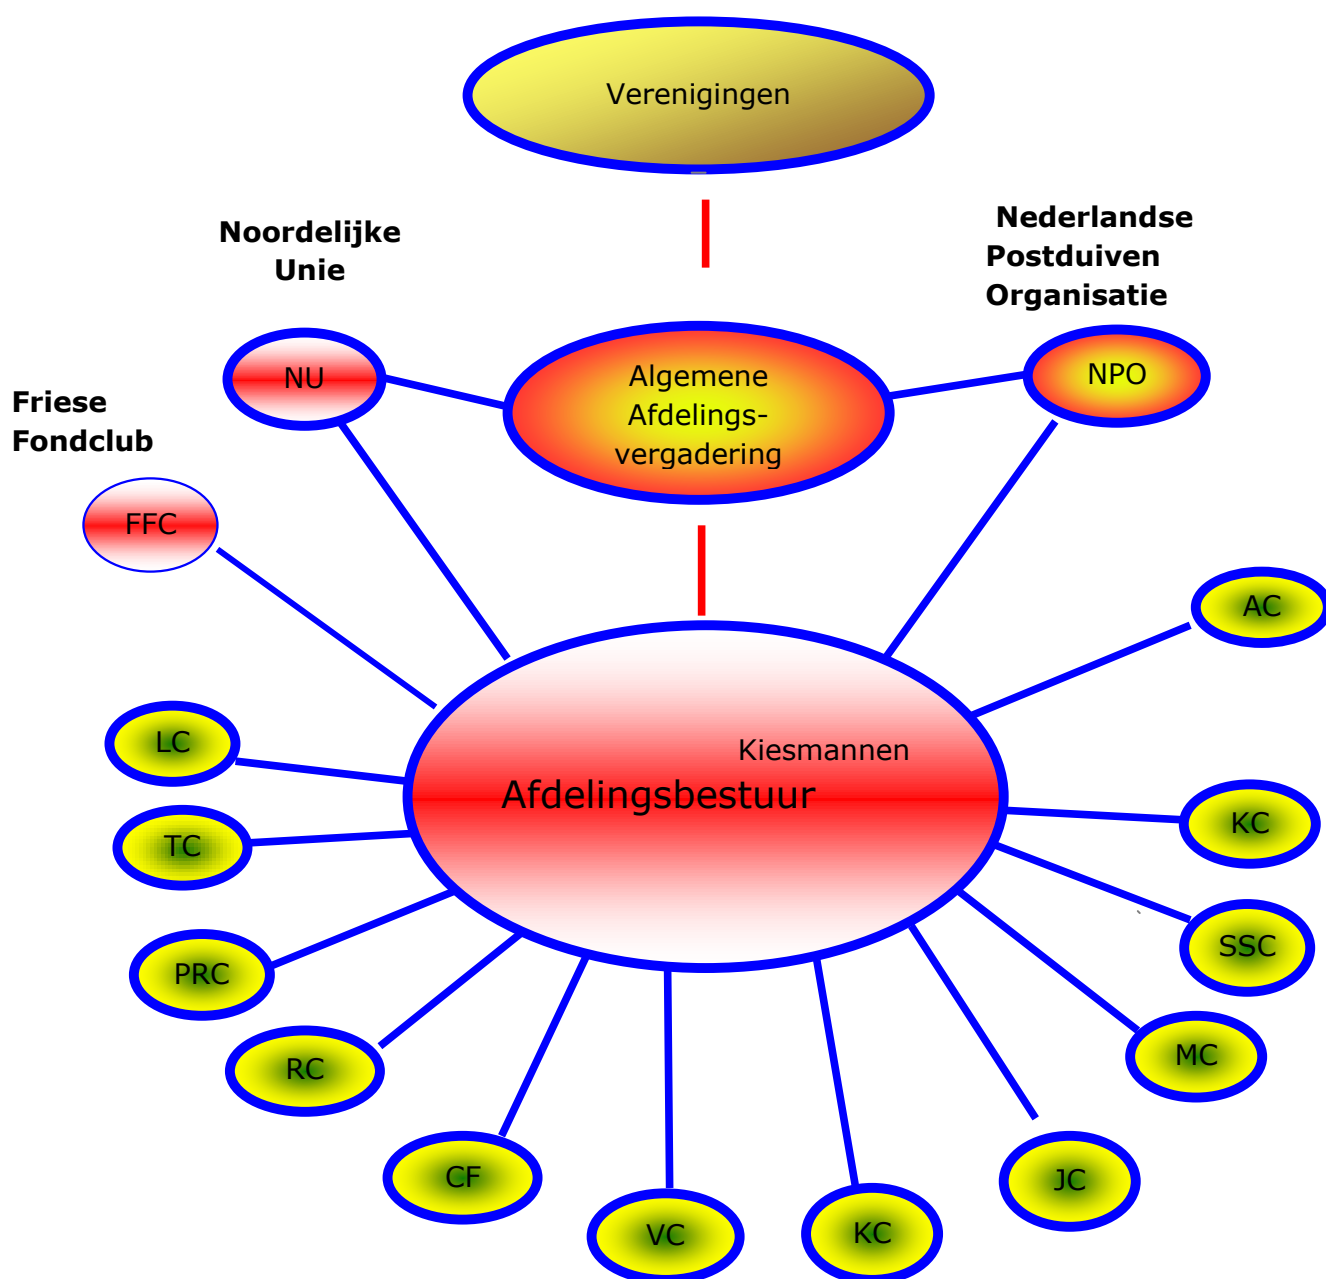 Verenigingen
Noordelijke
Unie
Nederlandse
Postduiven
Organisatie
NU
Algemene
Afdelings-
vergadering
NPO
Friese
Fondclub
FFC
AC
Kiesmannen
Afdelingsbestuur
LC
TC
KC
PRC
SSC
RC
MC
CF
JC
VC
KC